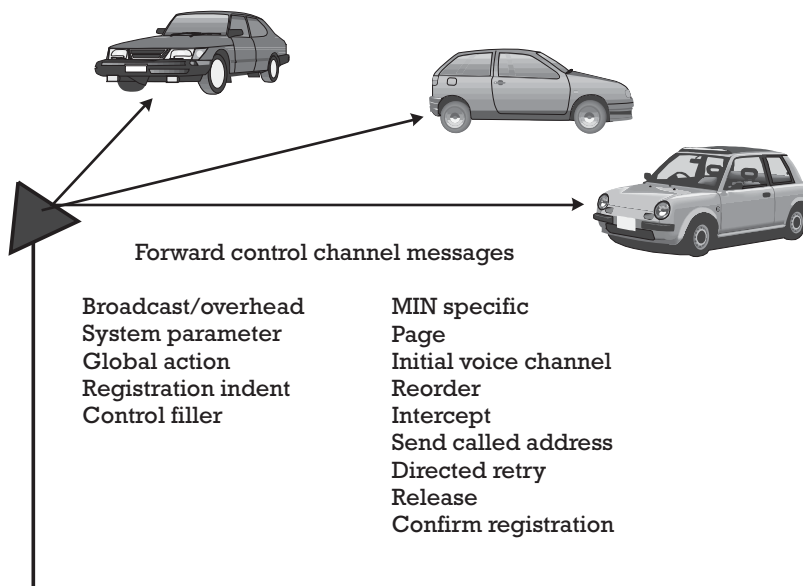 Forward control channel messages
Broadcast/overhead
System parameter
Global action
Registration indent
Control filler
MIN specific
Page
Initial voice channel
Reorder
Intercept
Send called address
Directed retry
Release
Confirm registration